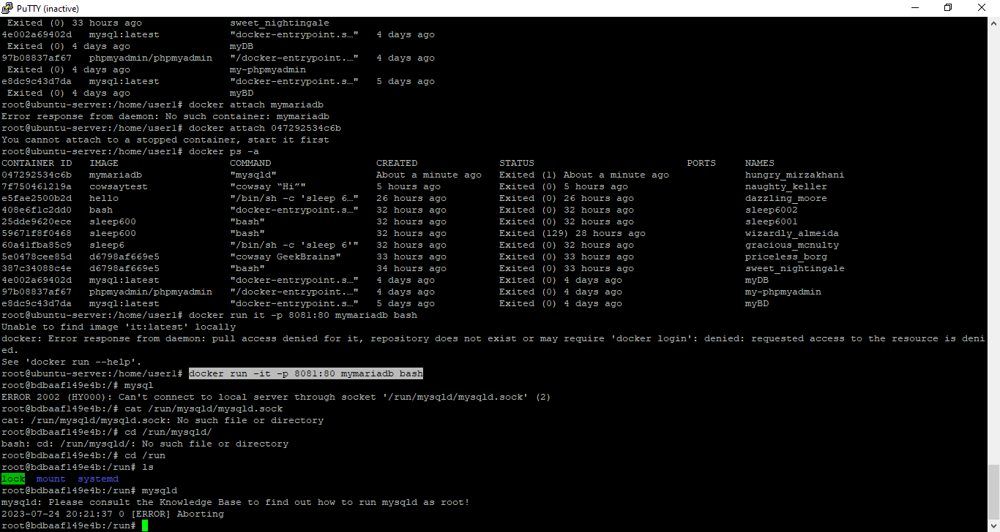 PuTTY (inactive)
 Exited (0) 33 hours ago               sweet_nightingale
4e002a69402d   mysql:latest            "docker-entrypoint.s…"   4 days ago
 Exited (0) 4 days ago                 myDB
97b08837af67   phpmyadmin/phpmyadmin   "/docker-entrypoint.…"   4 days ago
 Exited (0) 4 days ago                 my-phpmyadmin
e8dc9c43d7da   mysql:latest            "docker-entrypoint.s…"   5 days ago
 Exited (0) 4 days ago                 myBD
root@ubuntu-server:/home/user1# docker attach mymariadb
Error response from daemon: No such container: mymariadb
root@ubuntu-server:/home/user1# docker attach 047292534c6b
You cannot attach to a stopped container, start it first
root@ubuntu-server:/home/user1# docker ps -a
CONTAINER ID   IMAGE                   COMMAND                  CREATED              STATUS                          PORTS     NAMES
047292534c6b   mymariadb               "mysqld"                 About a minute ago   Exited (1) About a minute ago             hungry_mirzakhani
7f750461219a   cowsaytest              "cowsay “Hi”"            5 hours ago          Exited (0) 5 hours ago                    naughty_keller
e5fae2500b2d   hello                   "/bin/sh -c 'sleep 6…"   26 hours ago         Exited (0) 26 hours ago                   dazzling_moore
408e6f1c2dd0   bash                    "docker-entrypoint.s…"   32 hours ago         Exited (0) 32 hours ago                   sleep6002
25dde9620ece   sleep600                "bash"                   32 hours ago         Exited (0) 32 hours ago                   sleep6001
59671f8f0468   sleep600                "bash"                   32 hours ago         Exited (129) 28 hours ago                 wizardly_almeida
60a41fba85c9   sleep6                  "/bin/sh -c 'sleep 6'"   32 hours ago         Exited (0) 32 hours ago                   gracious_mcnulty
5e0478cee85d   d6798af669e5            "cowsay GeekBrains"      33 hours ago         Exited (0) 33 hours ago                   priceless_borg
387c34088c4e   d6798af669e5            "bash"                   34 hours ago         Exited (0) 33 hours ago                   sweet_nightingale
4e002a69402d   mysql:latest            "docker-entrypoint.s…"   4 days ago           Exited (0) 4 days ago                     myDB
97b08837af67   phpmyadmin/phpmyadmin   "/docker-entrypoint.…"   4 days ago           Exited (0) 4 days ago                     my-phpmyadmin
e8dc9c43d7da   mysql:latest            "docker-entrypoint.s…"   5 days ago           Exited (0) 4 days ago                     myBD
root@ubuntu-server:/home/user1# docker run it -p 8081:80 mymariadb bash
Unable to find image 'it:latest' locally
docker: Error response from daemon: pull access denied for it, repository does not exist or may require 'docker login': denied: requested access to the resource is deni
ed.
See 'docker run --help'.
root@ubuntu-server:/home/user1# docker run -it -p 8081:80 mymariadb bash
root@bdbaaf149e4b:/# mysql
ERROR 2002 (HY000): Can't connect to local server through socket '/run/mysqld/mysqld.sock' (2)
root@bdbaaf149e4b:/# cat /run/mysqld/mysqld.sock
cat: /run/mysqld/mysqld.sock: No such file or directory
root@bdbaaf149e4b:/# cd /run/mysqld/
bash: cd: /run/mysqld/: No such file or directory
root@bdbaaf149e4b:/# cd /run
root@bdbaaf149e4b:/run# ls
lock  mount  systemd
root@bdbaaf149e4b:/run# mysqld
mysqld: Please consult the Knowledge Base to find out how to run mysqld as root!
2023-07-24 20:21:37 0 [ERROR] Aborting
root@bdbaaf149e4b:/run#